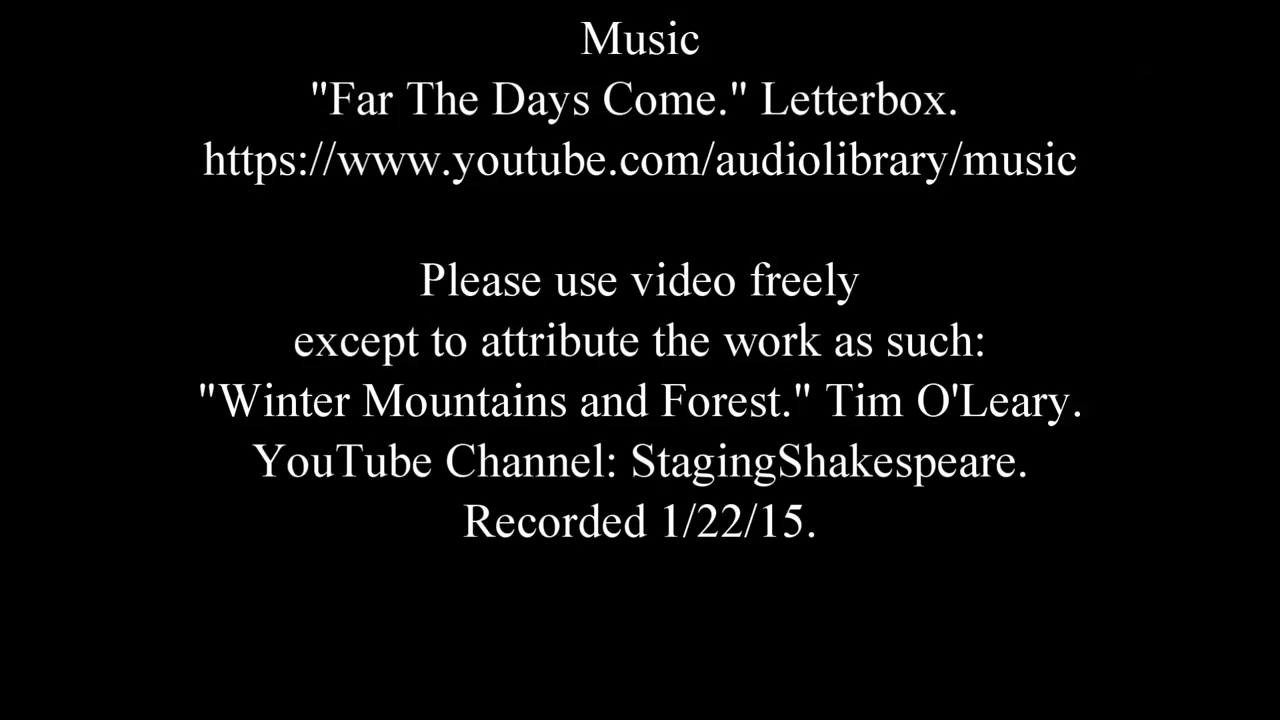 Music
"Far The Days Come." Letterbox.
https://www.youtube.com/audiolibrary/music
Please use video freely
except to attribute the work as such:
"Winter Mountains and Forest." Tim O'Leary.
YouTube Channel: StagingShakespeare.
Recorded 1/22/15.